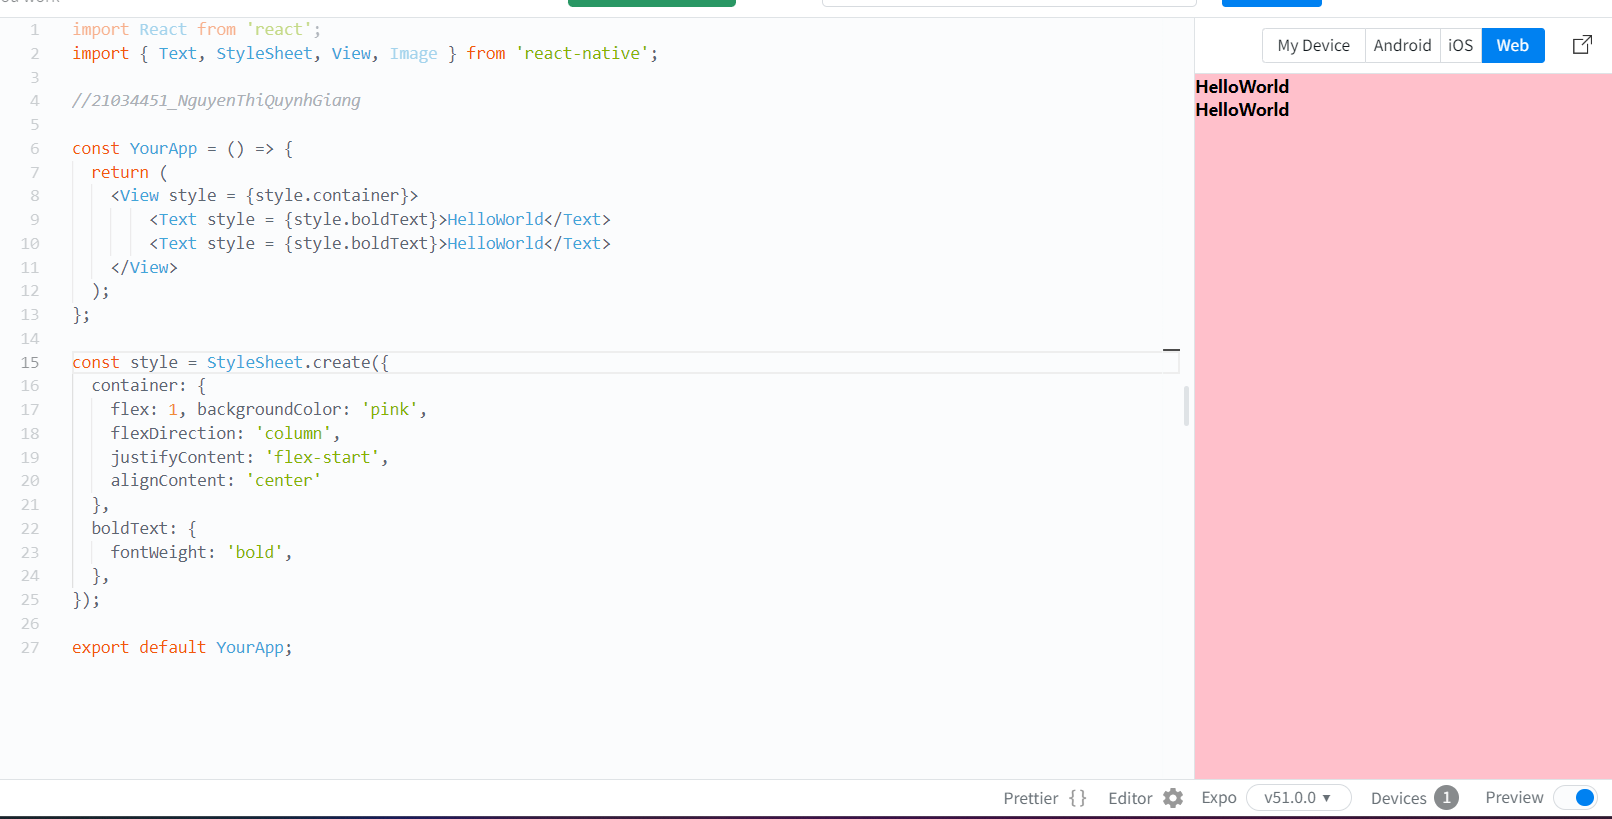 import React from 'react';
My Device Android iOS Web
import { Text, StyleSheet, View, Image } from 'react-native';
//21034451_NguyenThiQuynhGiang
const YourApp = () => {
return (
<View style = {style.container}>
<Text style = {style.boldText}>HelloWorld</Text>
<Text style = {style.boldText}>HelloWorld</Text>
</View>
);
};
const style = StyleSheet.create({
container: {
flex: 1, backgroundColor: 'pink',
flexDirection: 'column',
justifyContent: 'flex-start',
alignContent: 'center'
},
boldText: {
fontWeight: 'bold',
},
});
export default YourApp;
1
2
3
4
5
6
7
8
9
10
11
12
13
14
15
16
17
18
19
20
21
22
23
24
25
26
27
HelloWorld
HelloWorld
Prettier {} Editor Expo v51.0.0 Devices 1 Preview